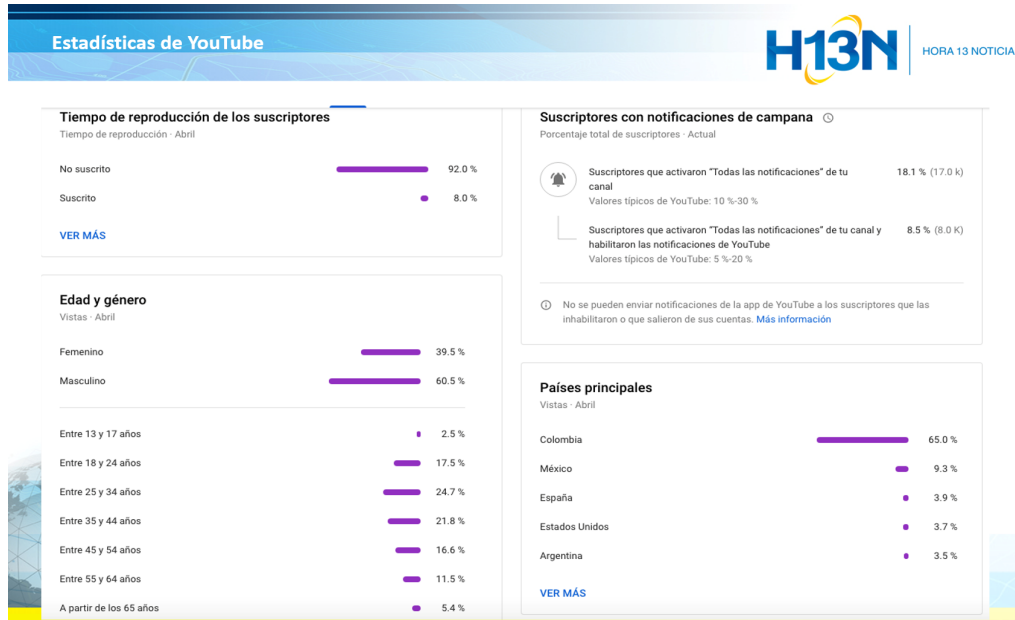 Estadísticas de YouTube
H13N
HORA 13 NOTICIA
Tiempo de reproducción de los suscriptores
Tiempo de reproducción · Abril
No suscrito 92.0 %
Suscrito 8.0 %
VER MÁS
Edad y género
Vistas · Abril
Femenino 39.5 %
Masculino 60.5 %
Entre 13 y 17 años 2.5 %
Entre 18 y 24 años 17.5 %
Entre 25 y 34 años 24.7 %
Entre 35 y 44 años 21.8 %
Entre 45 y 54 años 16.6 %
Entre 55 y 64 años 11.5 %
A partir de los 65 años 5.4 %
Suscriptores con notificaciones de campana
Porcentaje total de suscriptores · Actual
Suscriptores que activaron "Todas las notificaciones" de tu 18.1 % (17.0 k)
canal
Valores típicos de YouTube: 10 %-30 %
Suscriptores que activaron "Todas las notificaciones" de tu canal y 8.5 % (8.0 K)
habilitaron las notificaciones de YouTube
Valores típicos de YouTube: 5 %-20 %
No se pueden enviar notificaciones de la app de YouTube a los suscriptores que las
inhabilitaron o que salieron de sus cuentas. Más información
Países principales
Vistas · Abril
Colombia 65.0 %
México 9.3 %
España 3.9 %
Estados Unidos 3.7 %
Argentina 3.5 %
VER MÁS